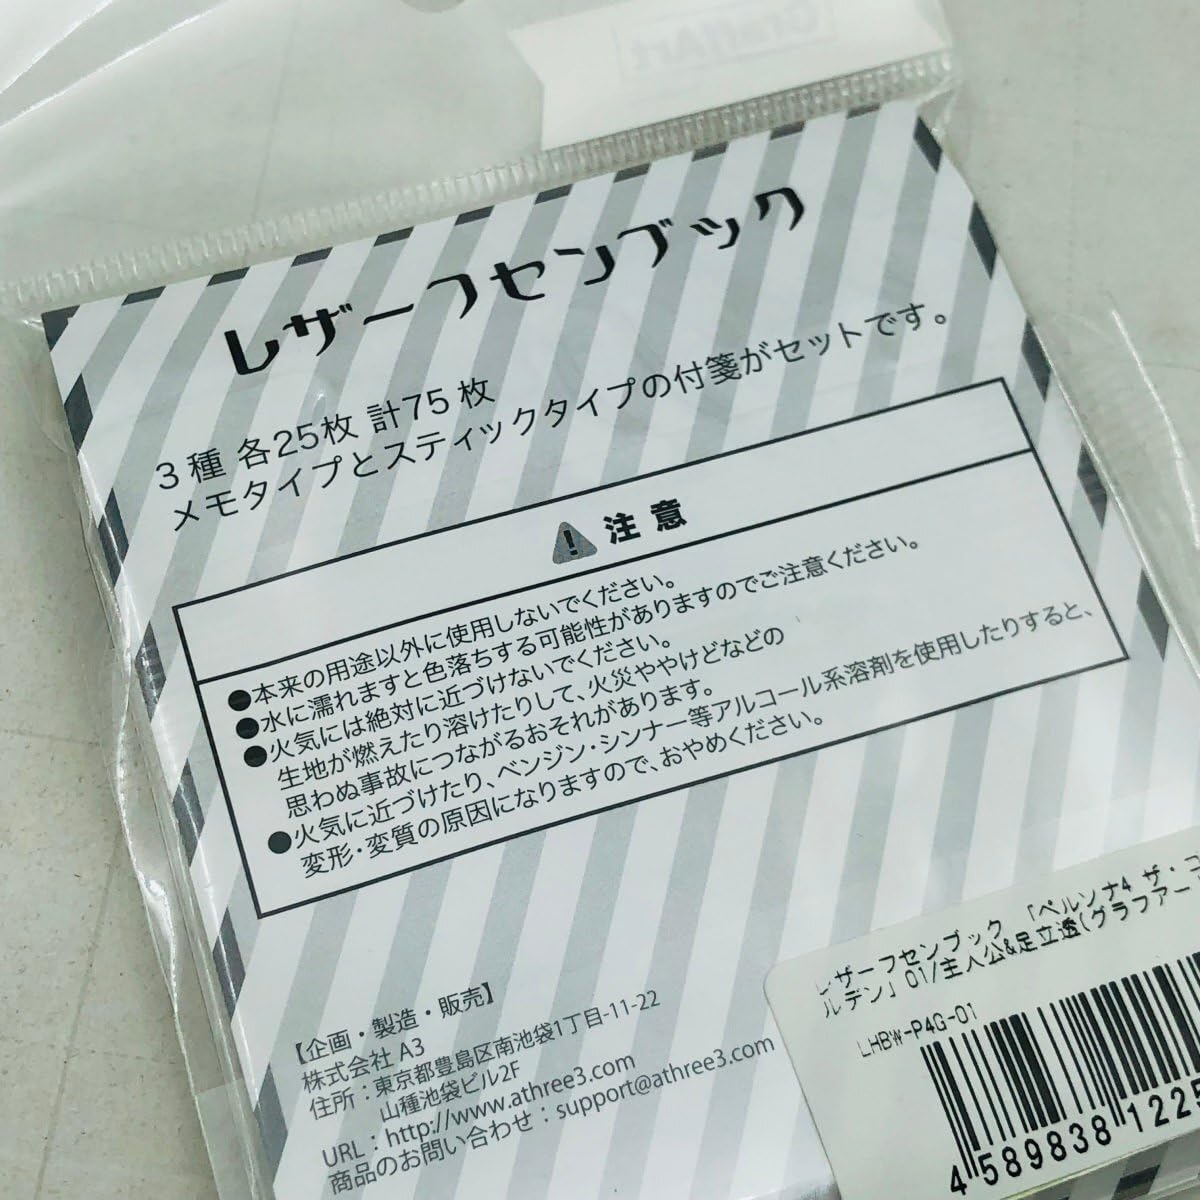 GraffArt
レザーフセンブック
3種 各25枚 計75枚
メモタイプとスティックタイプの付箋がセットです。
注意
●本来の用途以外に使用しないでください。
●水に濡れますと色落ちする可能性がありますのでご注意ください。
●火気には絶対に近づけないでください。
生地が燃えたり溶けたりして、火災ややけどなどの
思わぬ事故につながるおそれがあります。
●火気に近づけたり、ベンジン・シンナー等アルコール系溶剤を使用したりすると、
変形・変質の原因になりますので、おやめください。
【企画・製造・販売】
株式会社 A3
住所：東京都豊島区南池袋1丁目-11-22
山種池袋ビル2F
URL：http://www.athree3.com
商品のお問い合わせ：support@athree3.com
レザーフセンブック 「ペルソナ4 ザ・ゴ
ルデン」 01/主人公&足立透(グラフアー
LHBW-P4G-01
4 589838 1225